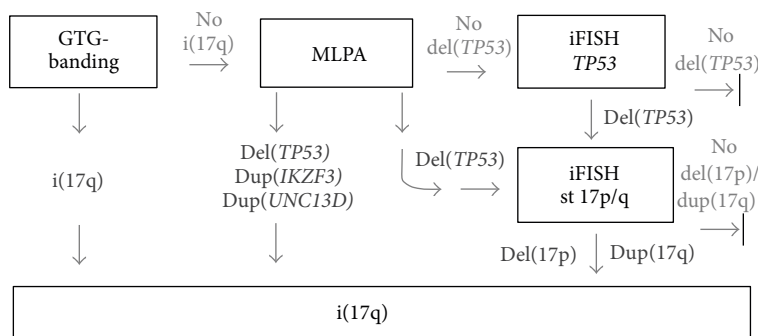 GTG-
banding
No
i(17q)
MLPA
No
del(TP53)
iFISH
TP53
No
del(TP53)
i(17q)
Del(TP53)
Dup(IKZF3)
Dup(UNC13D)
Del(TP53)
Del(TP53)
iFISH
st 17p/q
No
del(17p)/
dup(17q)
Del(17p)
Dup(17q)
i(17q)